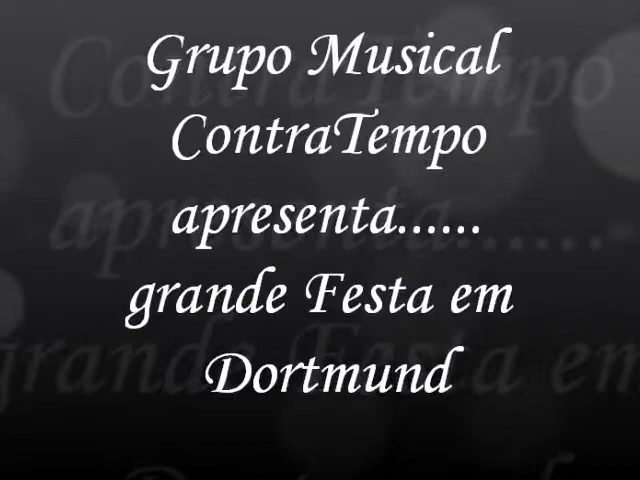 Grupo Musical
ContraTempo
apresenta......
grande Festa em
Dortmund